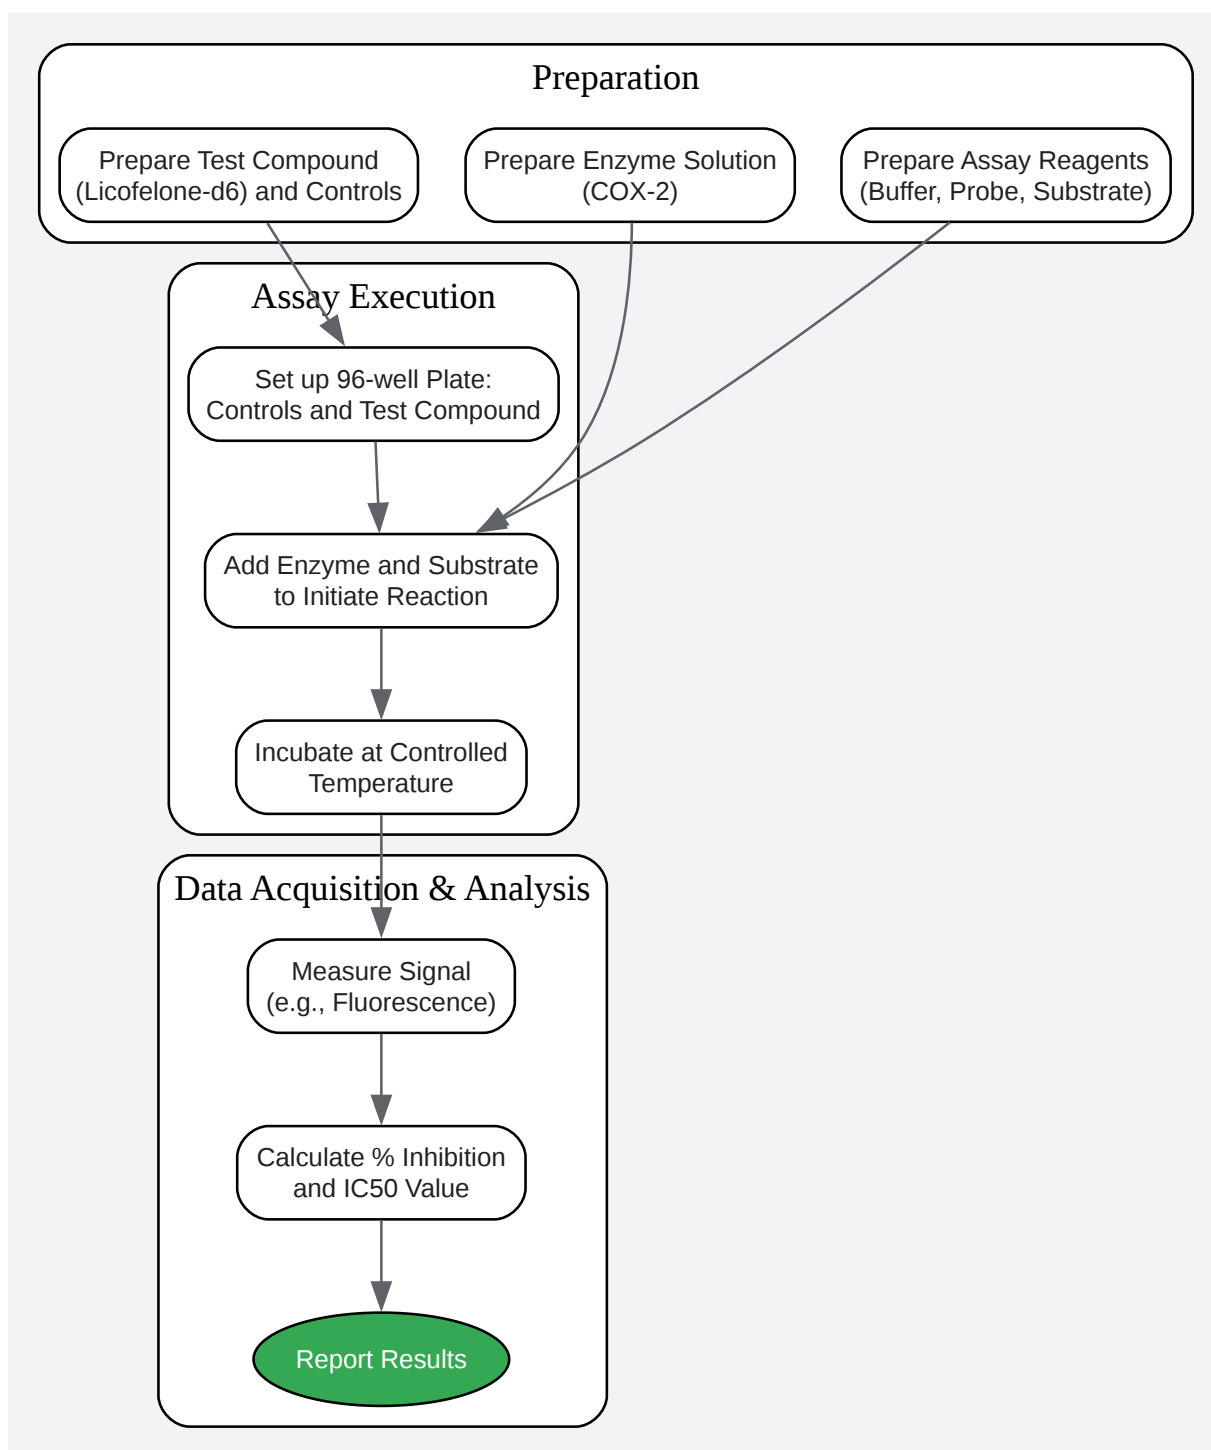 Preparation
Prepare Test Compound
(Licofelone-d6) and Controls
Prepare Enzyme Solution
(COX-2)
Prepare Assay Reagents
(Buffer, Probe, Substrate)
Assay Execution
Set up 96-well Plate:
Controls and Test Compound
Add Enzyme and Substrate
to Initiate Reaction
Incubate at Controlled
Temperature
Data Acquisition & Analysis
Measure Signal
(e.g., Fluorescence)
Calculate % Inhibition
and IC50 Value
Report Results